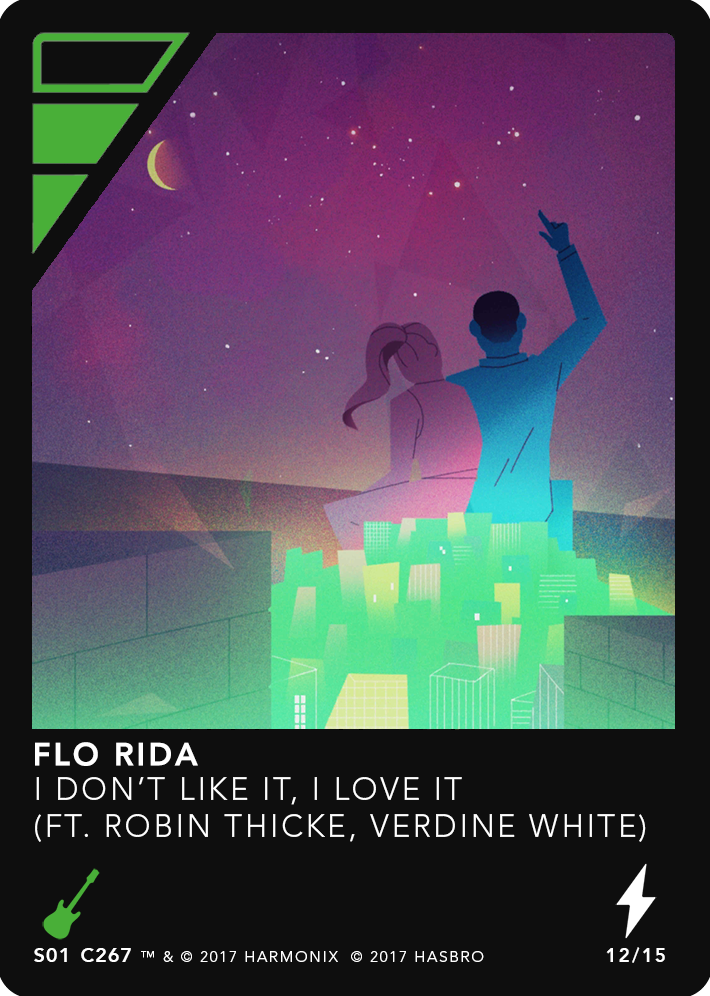 FLO RIDA
I DON'T LIKE IT, I LOVE IT
(FT. ROBIN THICKE, VERDINE WHITE)
S01 C267 ™ & © 2017 HARMONIX © 2017 HASBRO 12/15